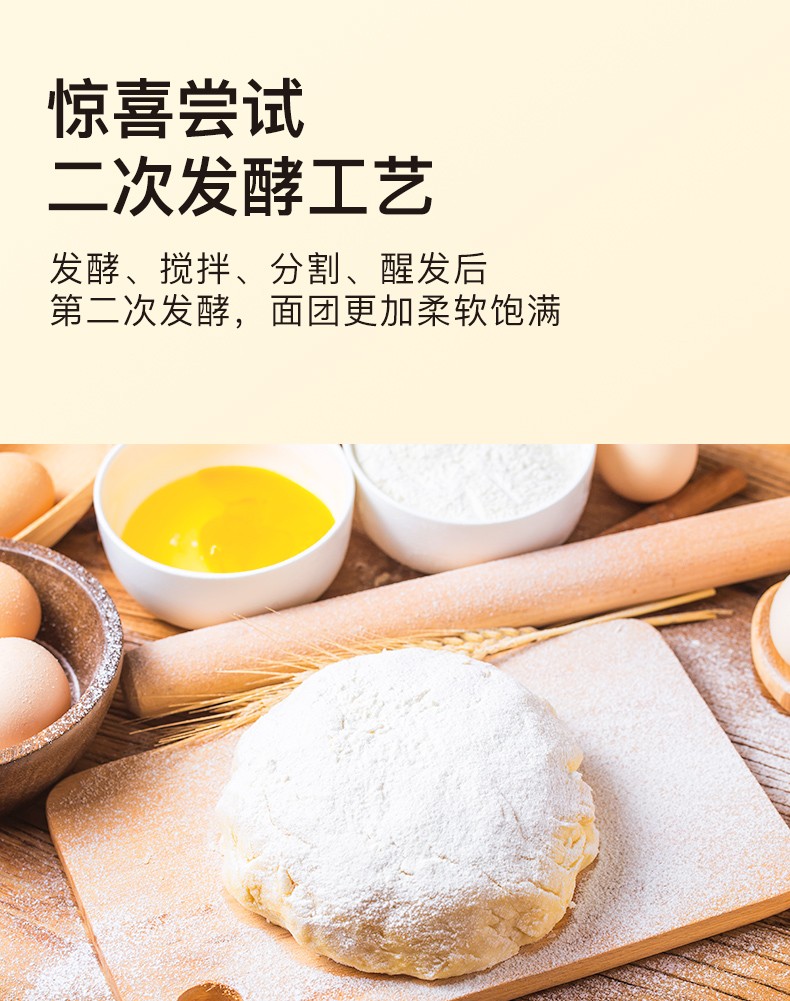 惊喜尝试
二次发酵工艺
发酵、搅拌、分割、醒发后
第二次发酵，面团更加柔软饱满